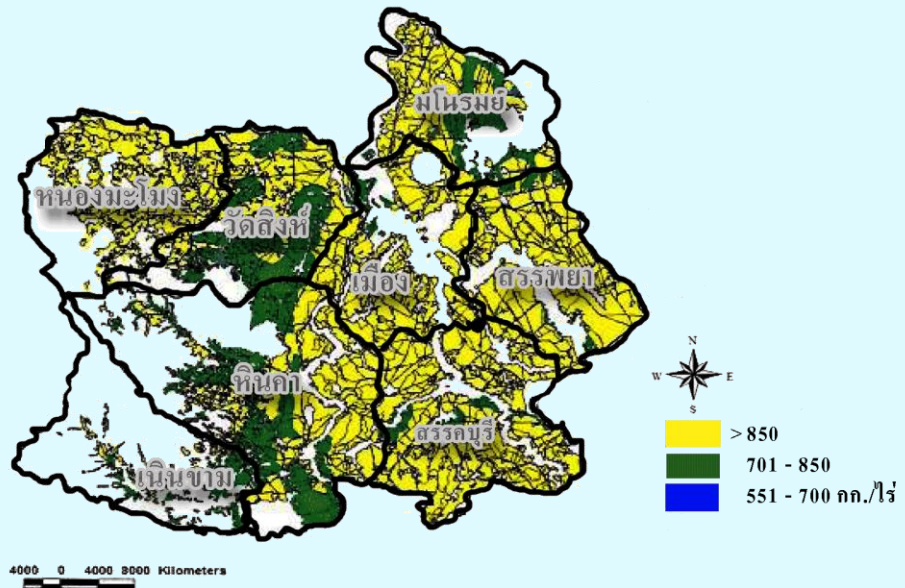 มโนรมย์
หนองมะโมง
วัดสิงห์
เมือง
สรรพยา
หินคา
สรรคบุรี
เนินขาม
N
W E
S
> 850
701 - 850
551 - 700 กก./ไร่
4000 0 4000 8000 Kilometers